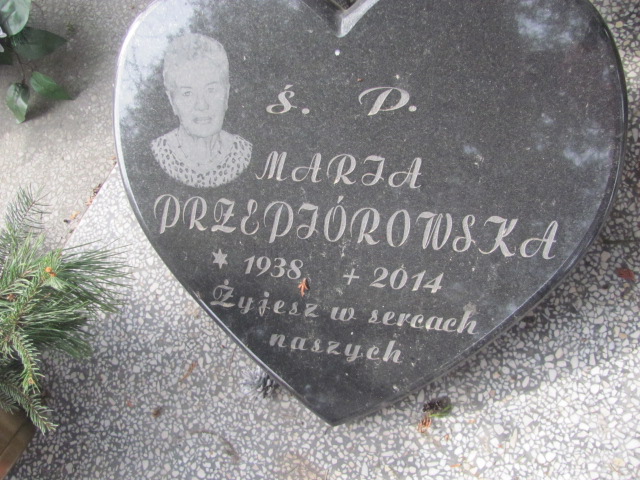 Ś. P.
MARIA
PRZEPIÓROWSKA
* 1938 + 2014
Żyjesz w sercach
naszych